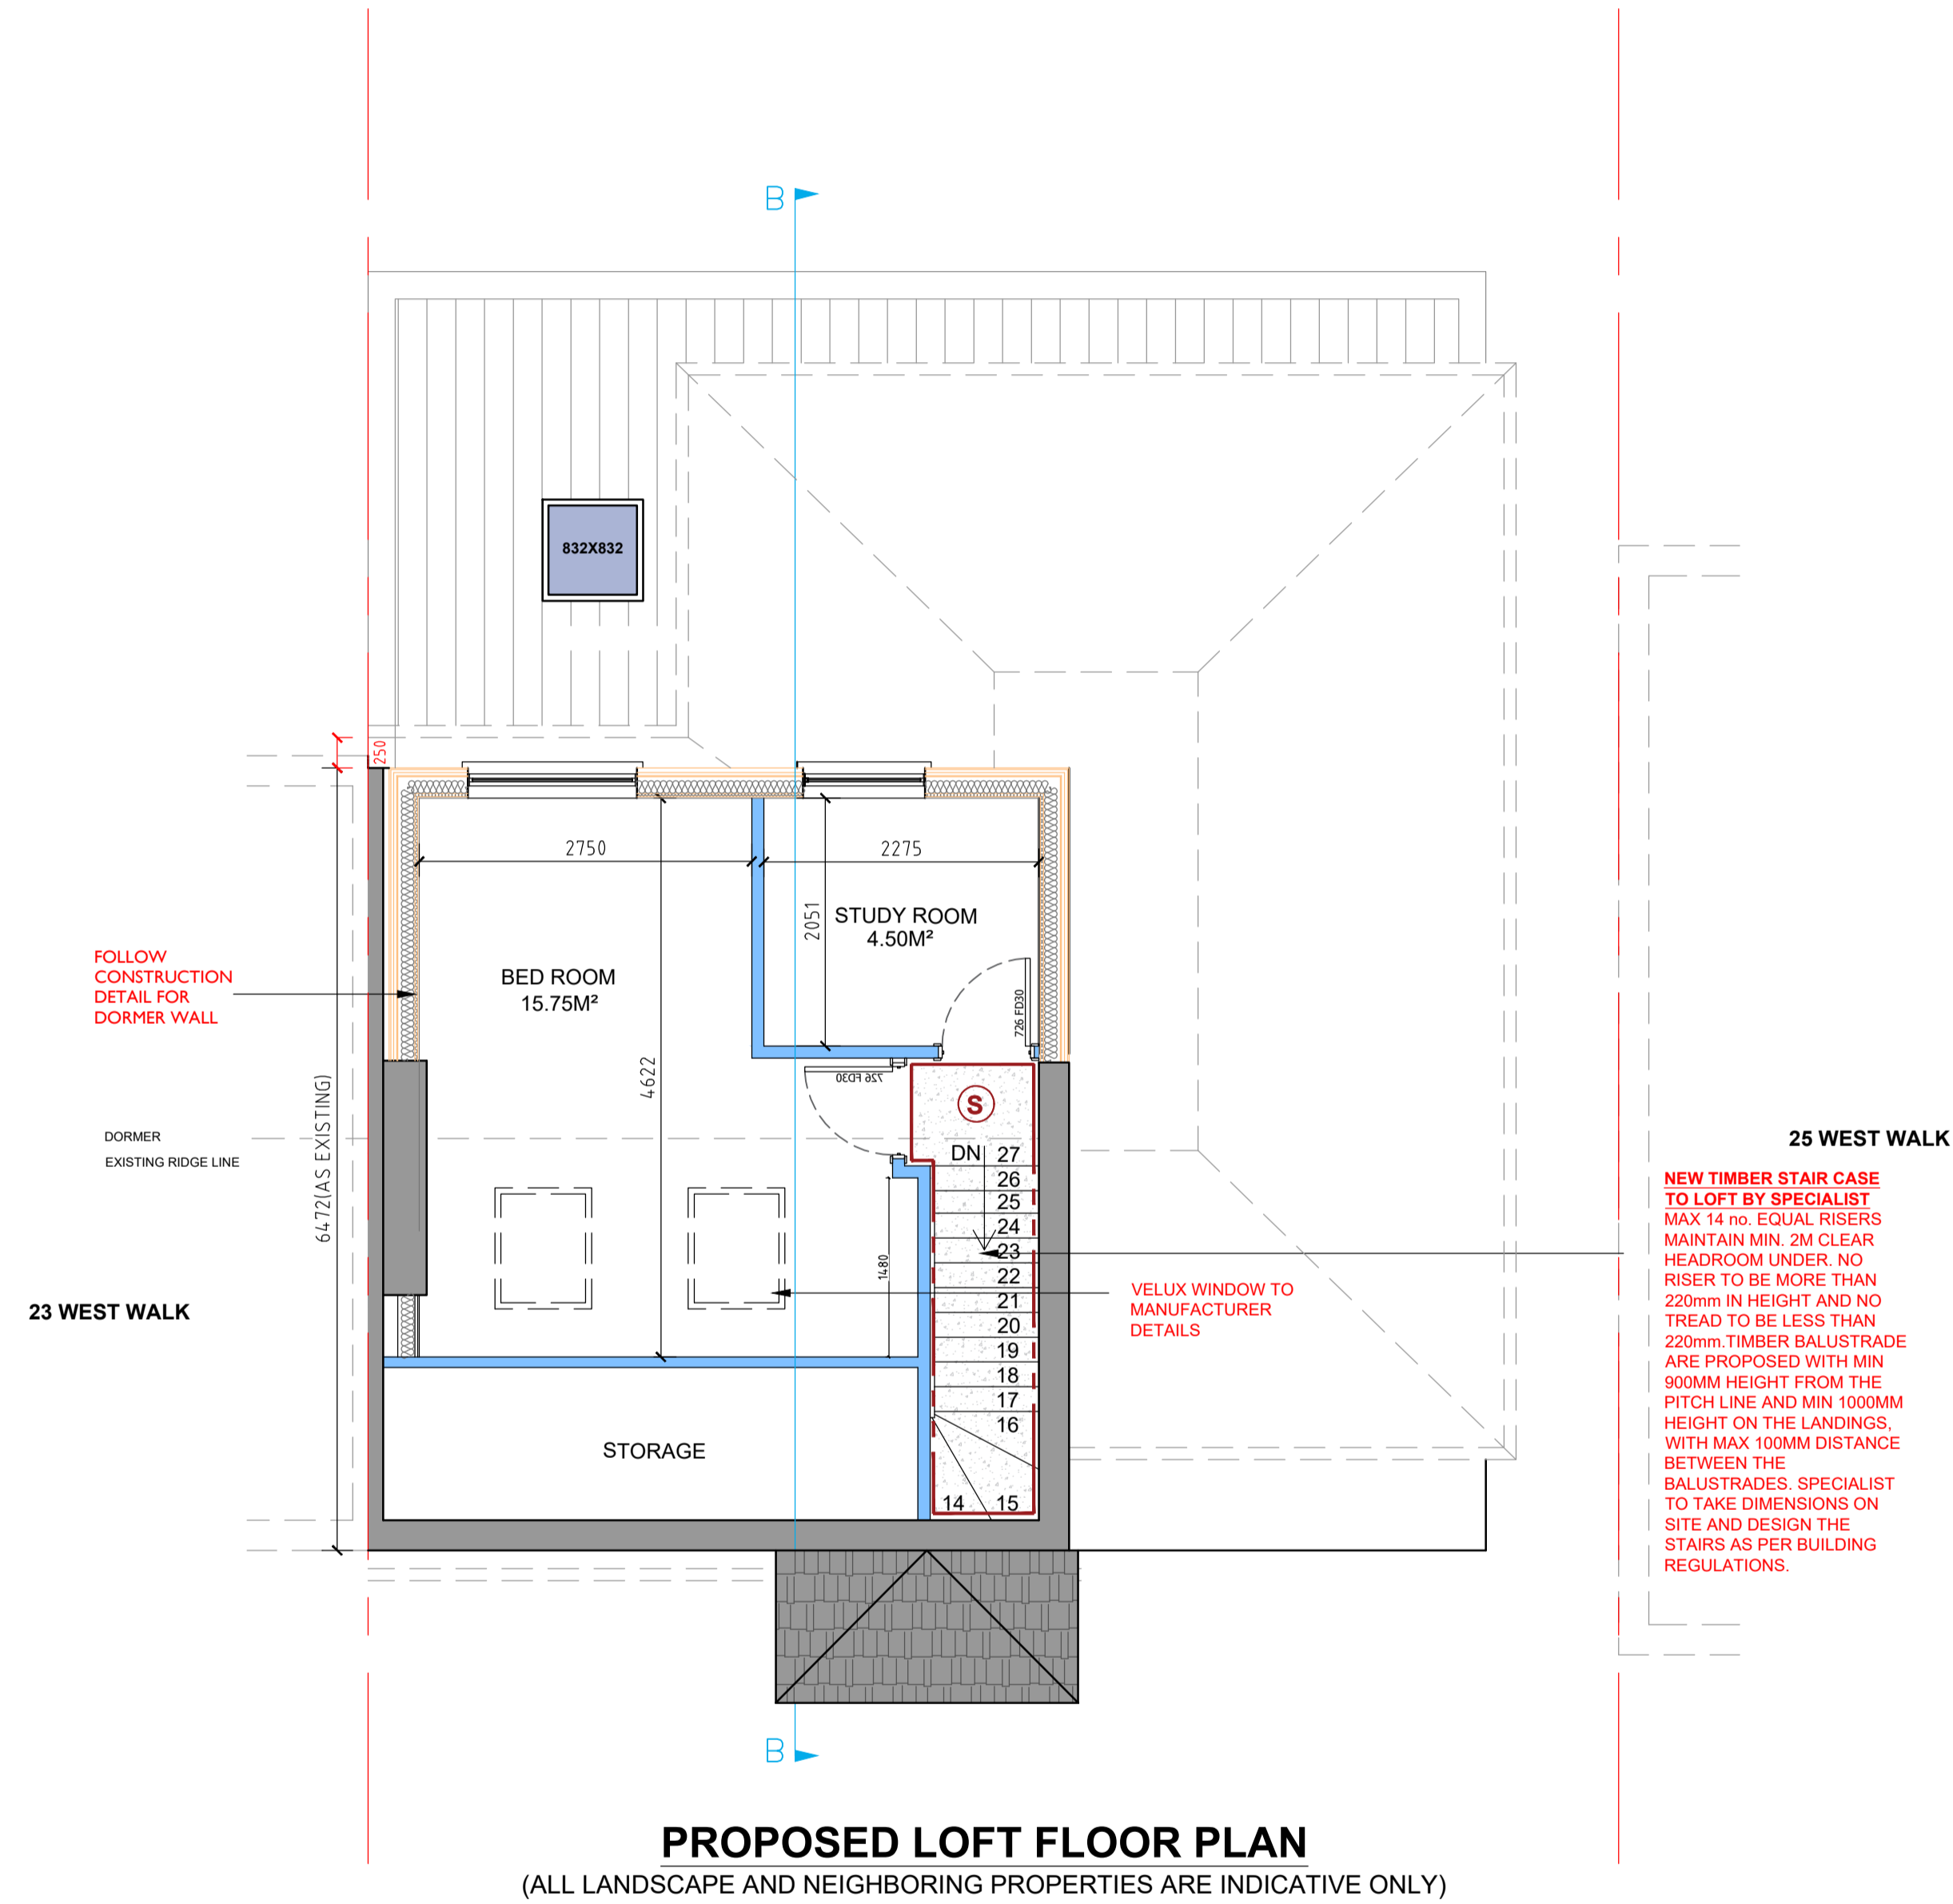 B
832X832
250
2750
2275
2051
STUDY ROOM
4.50M²
BED ROOM
15.75M²
726 FD30
726 FD30
4622
6472(AS EXISTING)
FOLLOW
CONSTRUCTION
DETAIL FOR
DORMER WALL
S
DORMER
EXISTING RIDGE LINE
DN
27
26
25
24
23
22
21
20
19
18
17
16
15
14
1480
VELUX WINDOW TO
MANUFACTURER
DETAILS
23 WEST WALK
25 WEST WALK
NEW TIMBER STAIR CASE
TO LOFT BY SPECIALIST
MAX 14 no. EQUAL RISERS
MAINTAIN MIN. 2M CLEAR
HEADROOM UNDER. NO
RISER TO BE MORE THAN
220mm IN HEIGHT AND NO
TREAD TO BE LESS THAN
220mm.TIMBER BALUSTRADE
ARE PROPOSED WITH MIN
900MM HEIGHT FROM THE
PITCH LINE AND MIN 1000MM
HEIGHT ON THE LANDINGS,
WITH MAX 100MM DISTANCE
BETWEEN THE
BALUSTRADES. SPECIALIST
TO TAKE DIMENSIONS ON
SITE AND DESIGN THE
STAIRS AS PER BUILDING
REGULATIONS.
STORAGE
B
PROPOSED LOFT FLOOR PLAN
(ALL LANDSCAPE AND NEIGHBORING PROPERTIES ARE INDICATIVE ONLY)